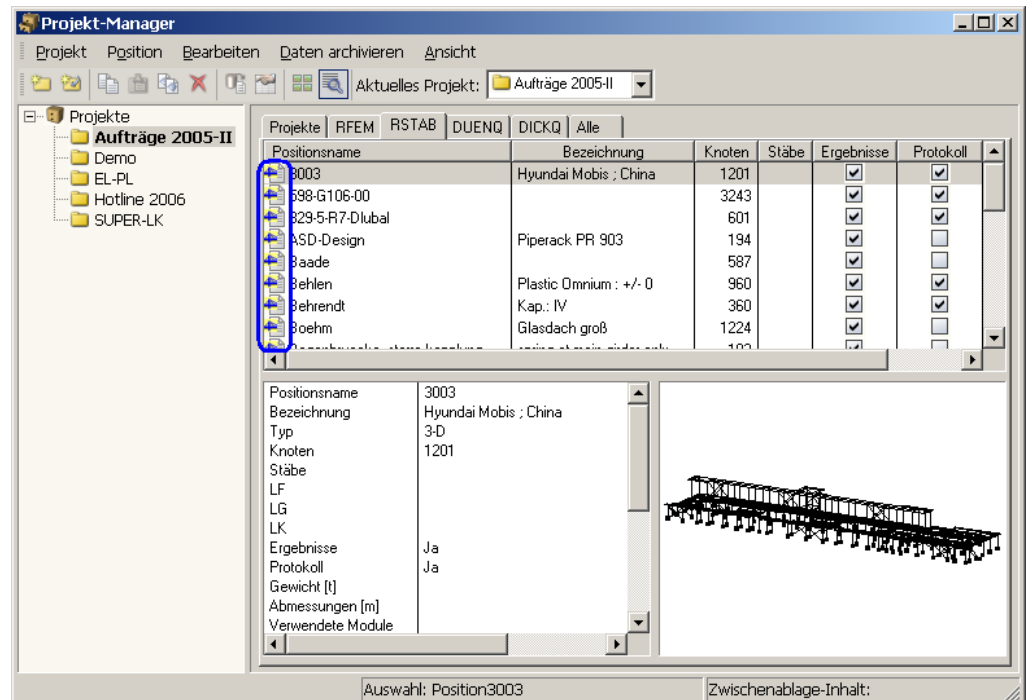 Projekt-Manager
Projekt Position Bearbeiten Daten archivieren Ansicht
Aktuelles Projekt: Aufträge 2005-II
Projekte
Aufträge 2005-II
Demo
EL-PL
Hotline 2006
SUPER-LK
Projekte RFEM RSTAB DUENQ DICKQ Alle
Positionsname Bezeichnung Knoten Stäbe Ergebnisse Protokoll
3003 Hyundai Mobis ; China 1201
598-G106-00 3243
829-5-R7-Dlubal 601
ASD-Design Piperack PR 903 194
Baade 587
Behlen Plastic Omnium : +/- 0 960
Behrendt Kap.: IV 360
Boehm Glasdach groß 1224
Positionsname 3003
Bezeichnung Hyundai Mobis ; China
Typ 3-D
Knoten 1201
Stäbe
LF
LG
LK
Ergebnisse Ja
Protokoll Ja
Gewicht [t]
Abmessungen [m]
Verwendete Module
Auswahl: Position3003
Zwischenablage-Inhalt: